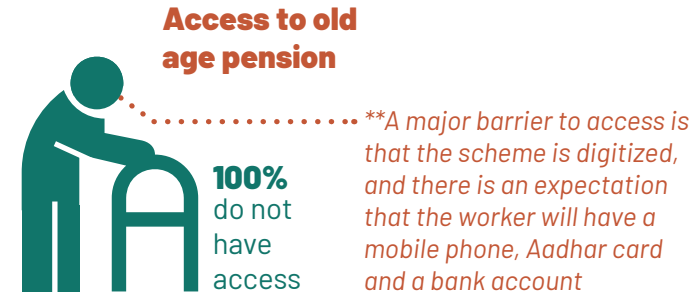 Access to old
age pension
**A major barrier to access is
that the scheme is digitized,
and there is an expectation
that the worker will have a
mobile phone, Aadhar card
and a bank account
100%
do not
have
access